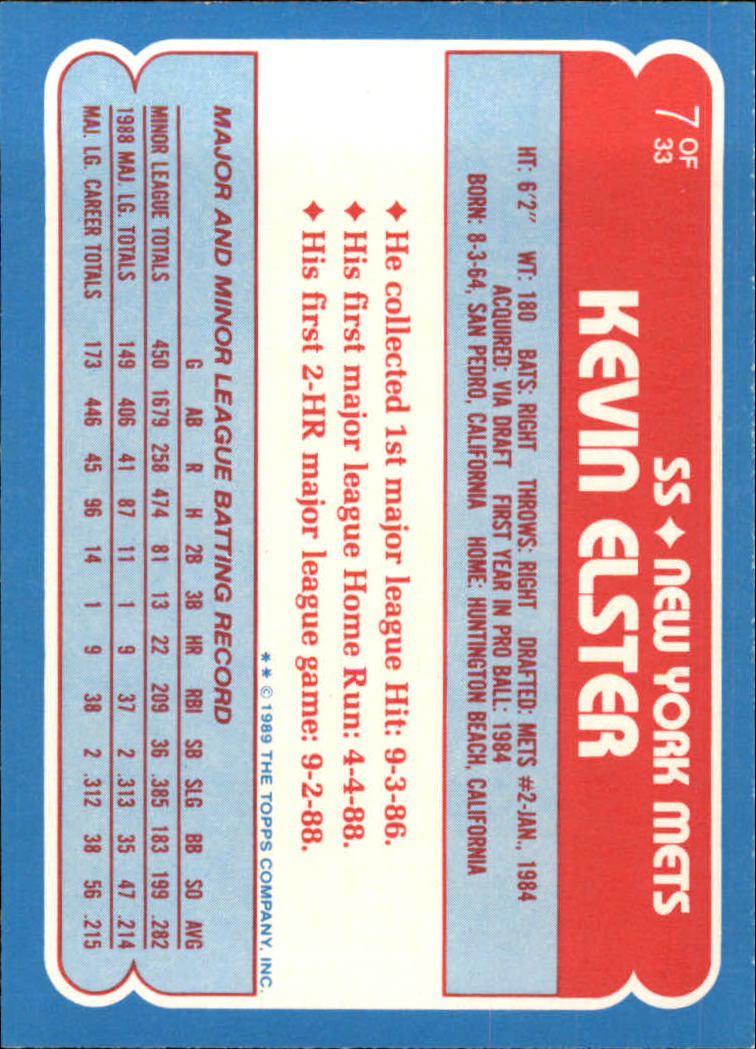 7 OF 33
SS ♦ NEW YORK METS
KEVIN ELSTER
HT: 6'2" WT: 180 BATS: RIGHT THROWS: RIGHT DRAFTED: METS #2-JAN., 1984
ACQUIRED: VIA DRAFT FIRST YEAR IN PRO BALL: 1984
BORN: 8-3-64, SAN PEDRO, CALIFORNIA HOME: HUNTINGTON BEACH, CALIFORNIA
♦ He collected 1st major league Hit: 9-3-86.
♦ His first major league Home Run: 4-4-88.
♦ His first 2-HR major league game: 9-2-88.
** © 1989 THE TOPPS COMPANY, INC.
MAJOR AND MINOR LEAGUE BATTING RECORD
G AB R H 2B 3B HR RBI SB SLG BB SO AVG
MINOR LEAGUE TOTALS 450 1679 258 474 81 13 22 209 36 .385 183 199 .282
1988 MAJ. LG. TOTALS 149 406 41 87 11 1 9 37 2 .313 35 47 .214
MAJ. LG. CAREER TOTALS 173 446 45 96 14 1 9 38 2 .312 38 56 .215